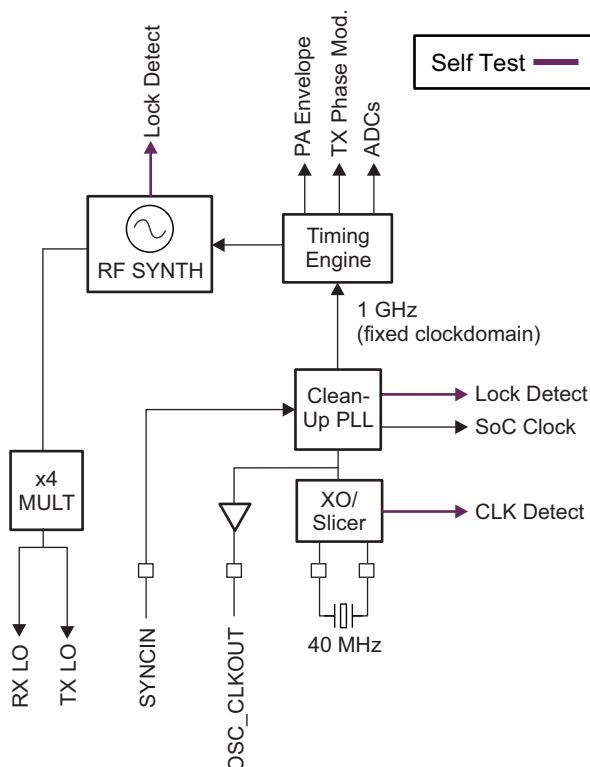 Lock Detect
PA Envelope
TX Phase Mod.
ADCs
Self Test
RF SYNTH
Timing
Engine
1 GHz
(fixed clockdomain)
Clean-
Up PLL
Lock Detect
SoC Clock
x4
MULT
XO/
Slicer
CLK Detect
40 MHz
RX LO
TX LO
SYNCIN
OSC_CLKOUT